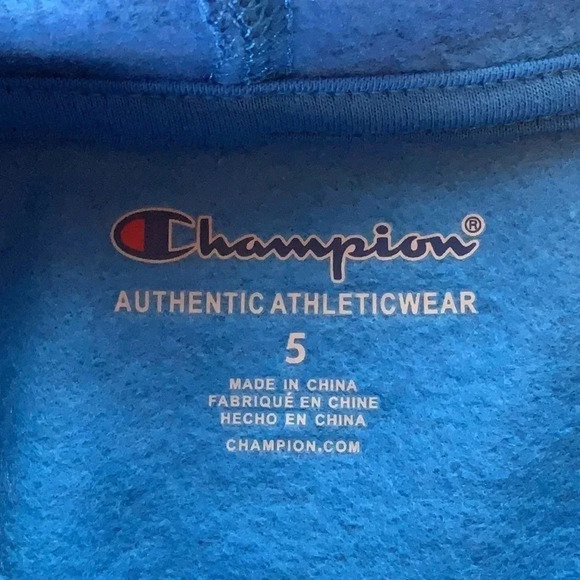 Champion®
AUTHENTIC ATHLETICWEAR
5
MADE IN CHINA
FABRIQUÉ EN CHINE
HECHO EN CHINA
CHAMPION.COM